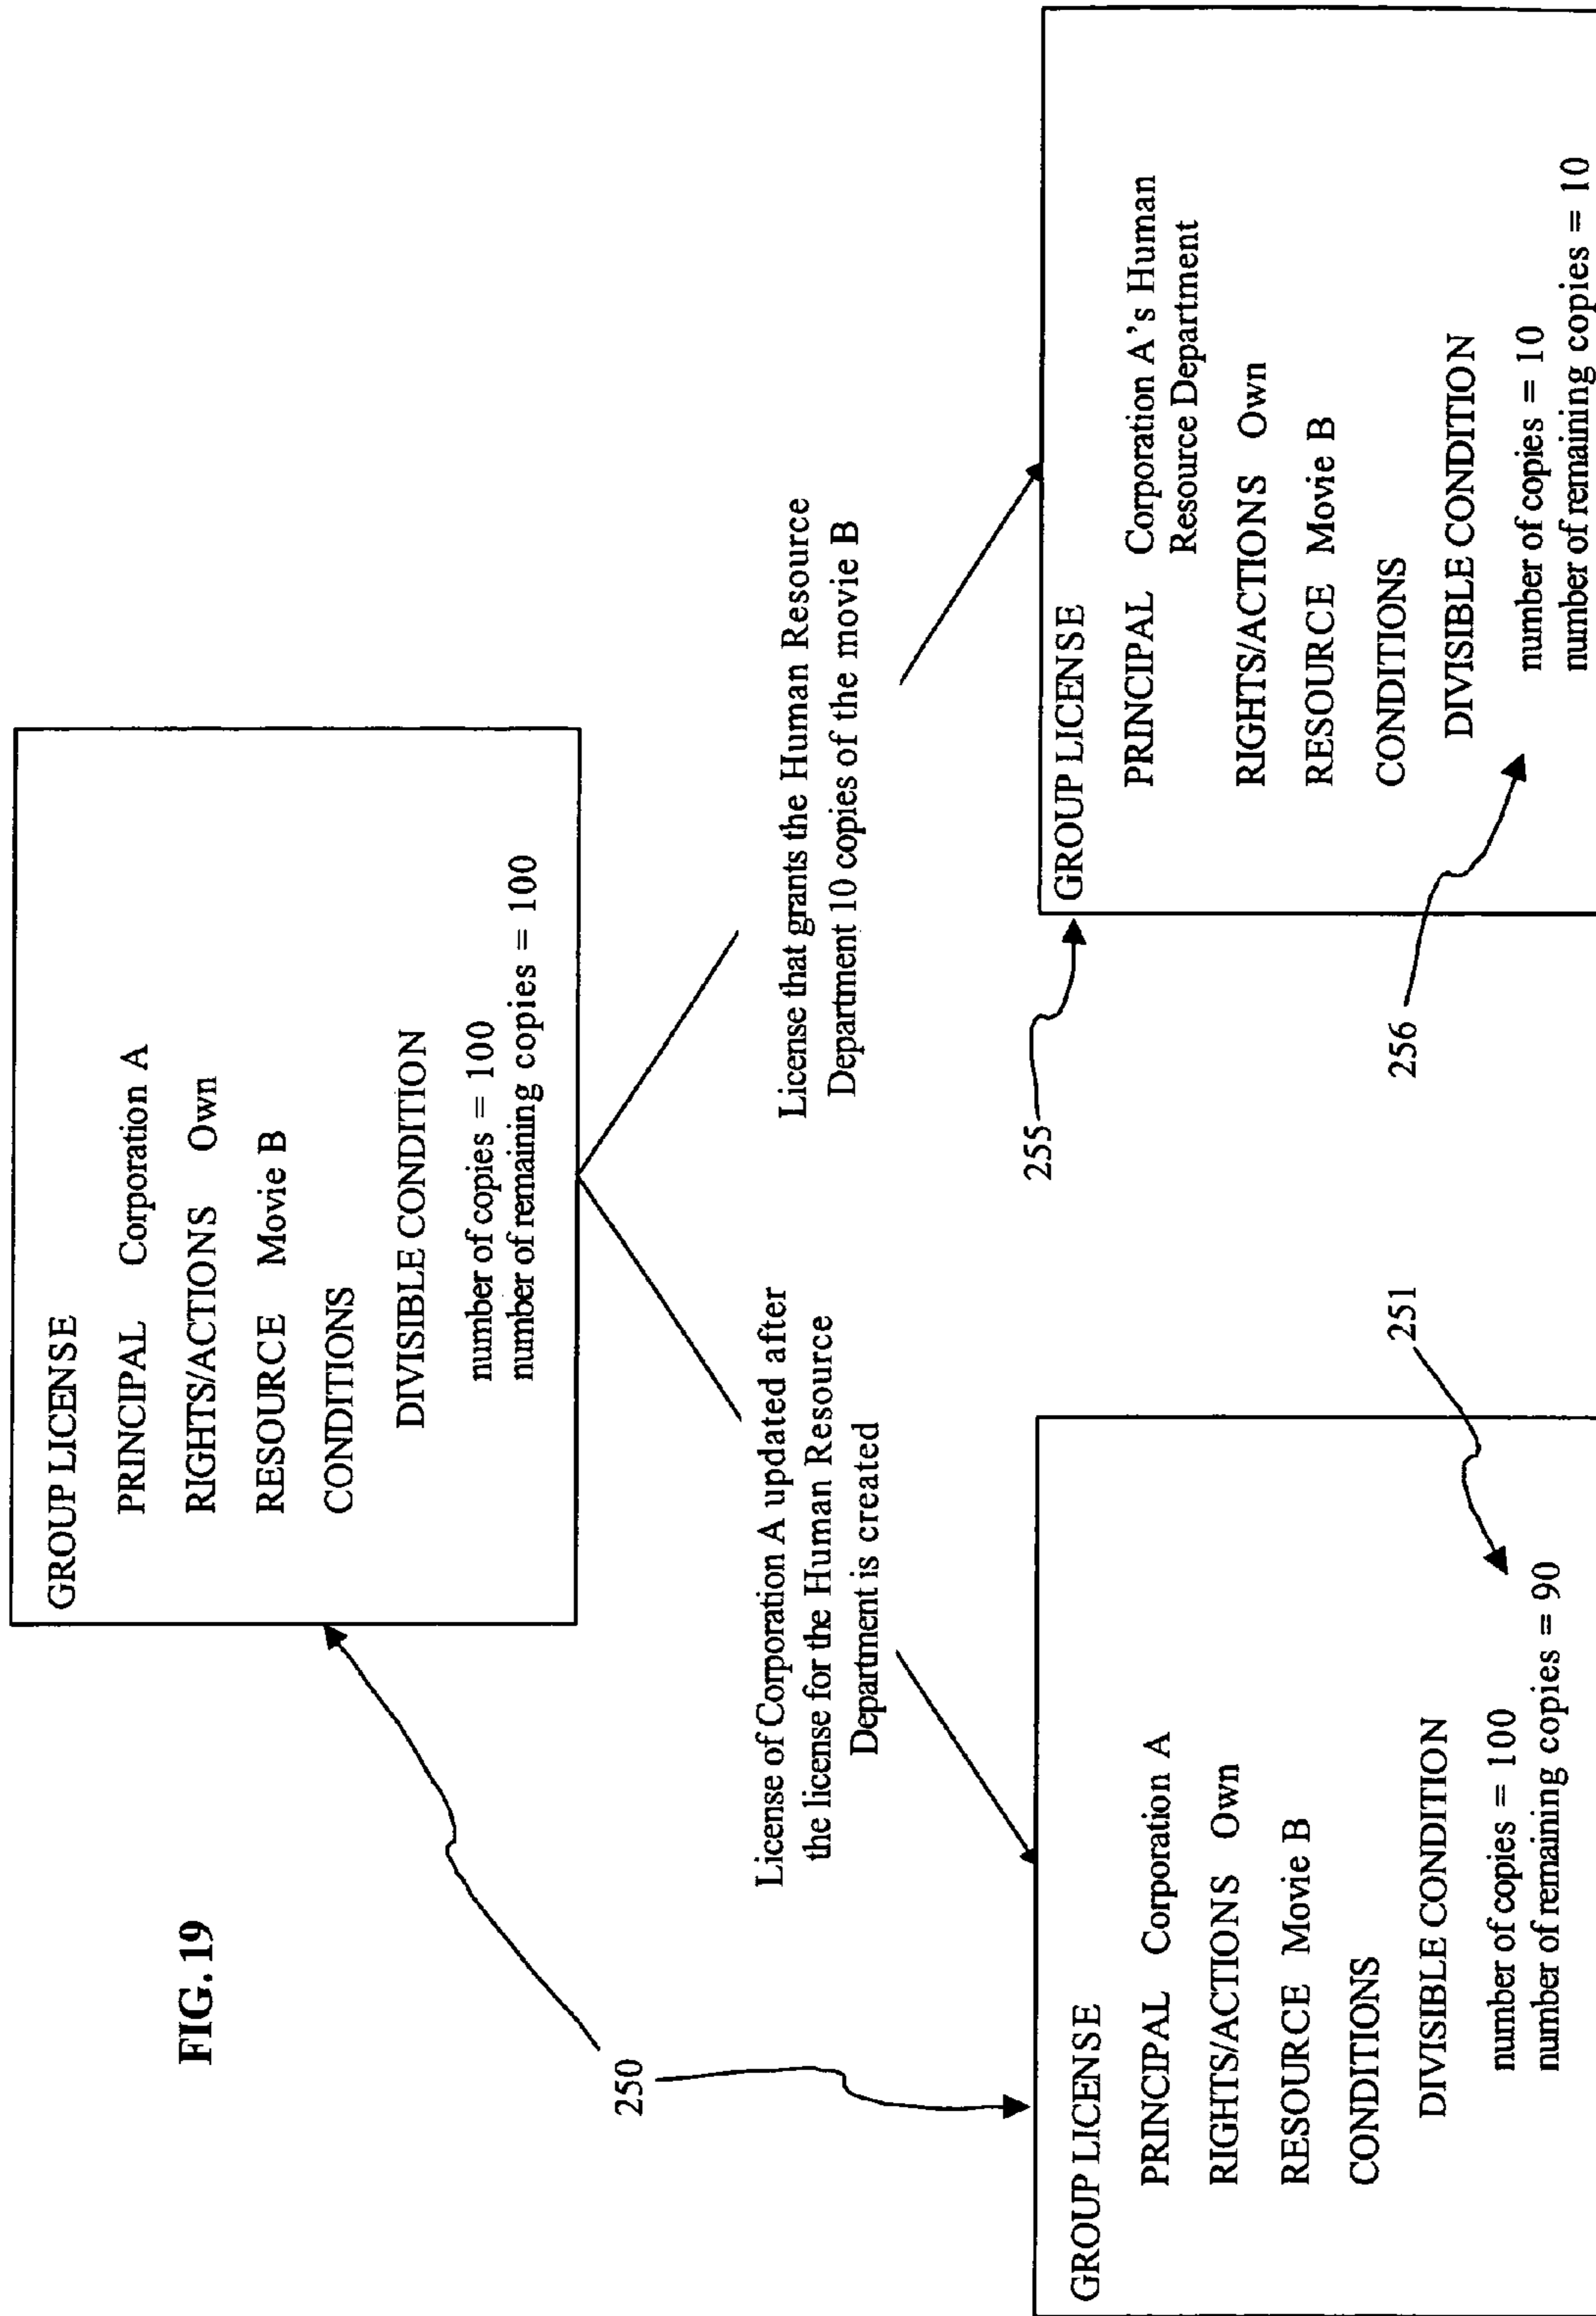 FIG. 19
GROUP LICENSE
PRINCIPAL Corporation A
RIGHTS/ACTIONS Own
RESOURCE Movie B
CONDITIONS
DIVISIBLE CONDITION
number of copies = 100
number of remaining copies = 100
250
License of Corporation A updated after
the license for the Human Resource
Department is created
License that grants the Human Resource
Department 10 copies of the movie B
GROUP LICENSE
PRINCIPAL Corporation A
RIGHTS/ACTIONS Own
RESOURCE Movie B
CONDITIONS
DIVISIBLE CONDITION
number of copies = 100
number of remaining copies = 90
251
255
GROUP LICENSE
PRINCIPAL Corporation A's Human
Resource Department
RIGHTS/ACTIONS Own
RESOURCE Movie B
CONDITIONS
DIVISIBLE CONDITION
number of copies = 10
number of remaining copies = 10
256